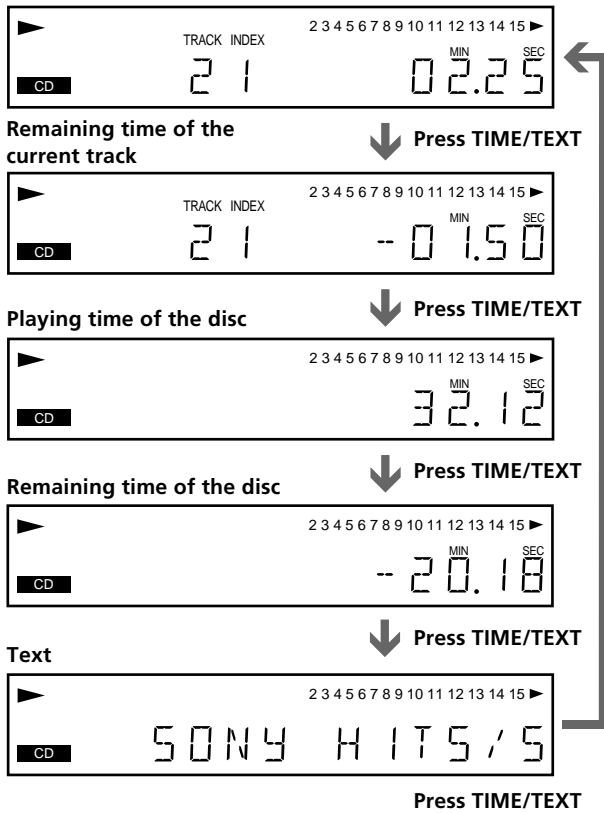 2 3 4 5 6 7 8 9 10 11 12 13 14 15
TRACK INDEX MIN SEC
CD 2 1 02.25
Remaining time of the
current track
Press TIME/TEXT
2 3 4 5 6 7 8 9 10 11 12 13 14 15
TRACK INDEX MIN SEC
CD 2 1 -01.50
Playing time of the disc
Press TIME/TEXT
2 3 4 5 6 7 8 9 10 11 12 13 14 15
MIN SEC
CD 32.12
Remaining time of the disc
Press TIME/TEXT
2 3 4 5 6 7 8 9 10 11 12 13 14 15
MIN SEC
CD -20.18
Text
Press TIME/TEXT
2 3 4 5 6 7 8 9 10 11 12 13 14 15
CD SONY HITS/S
Press TIME/TEXT